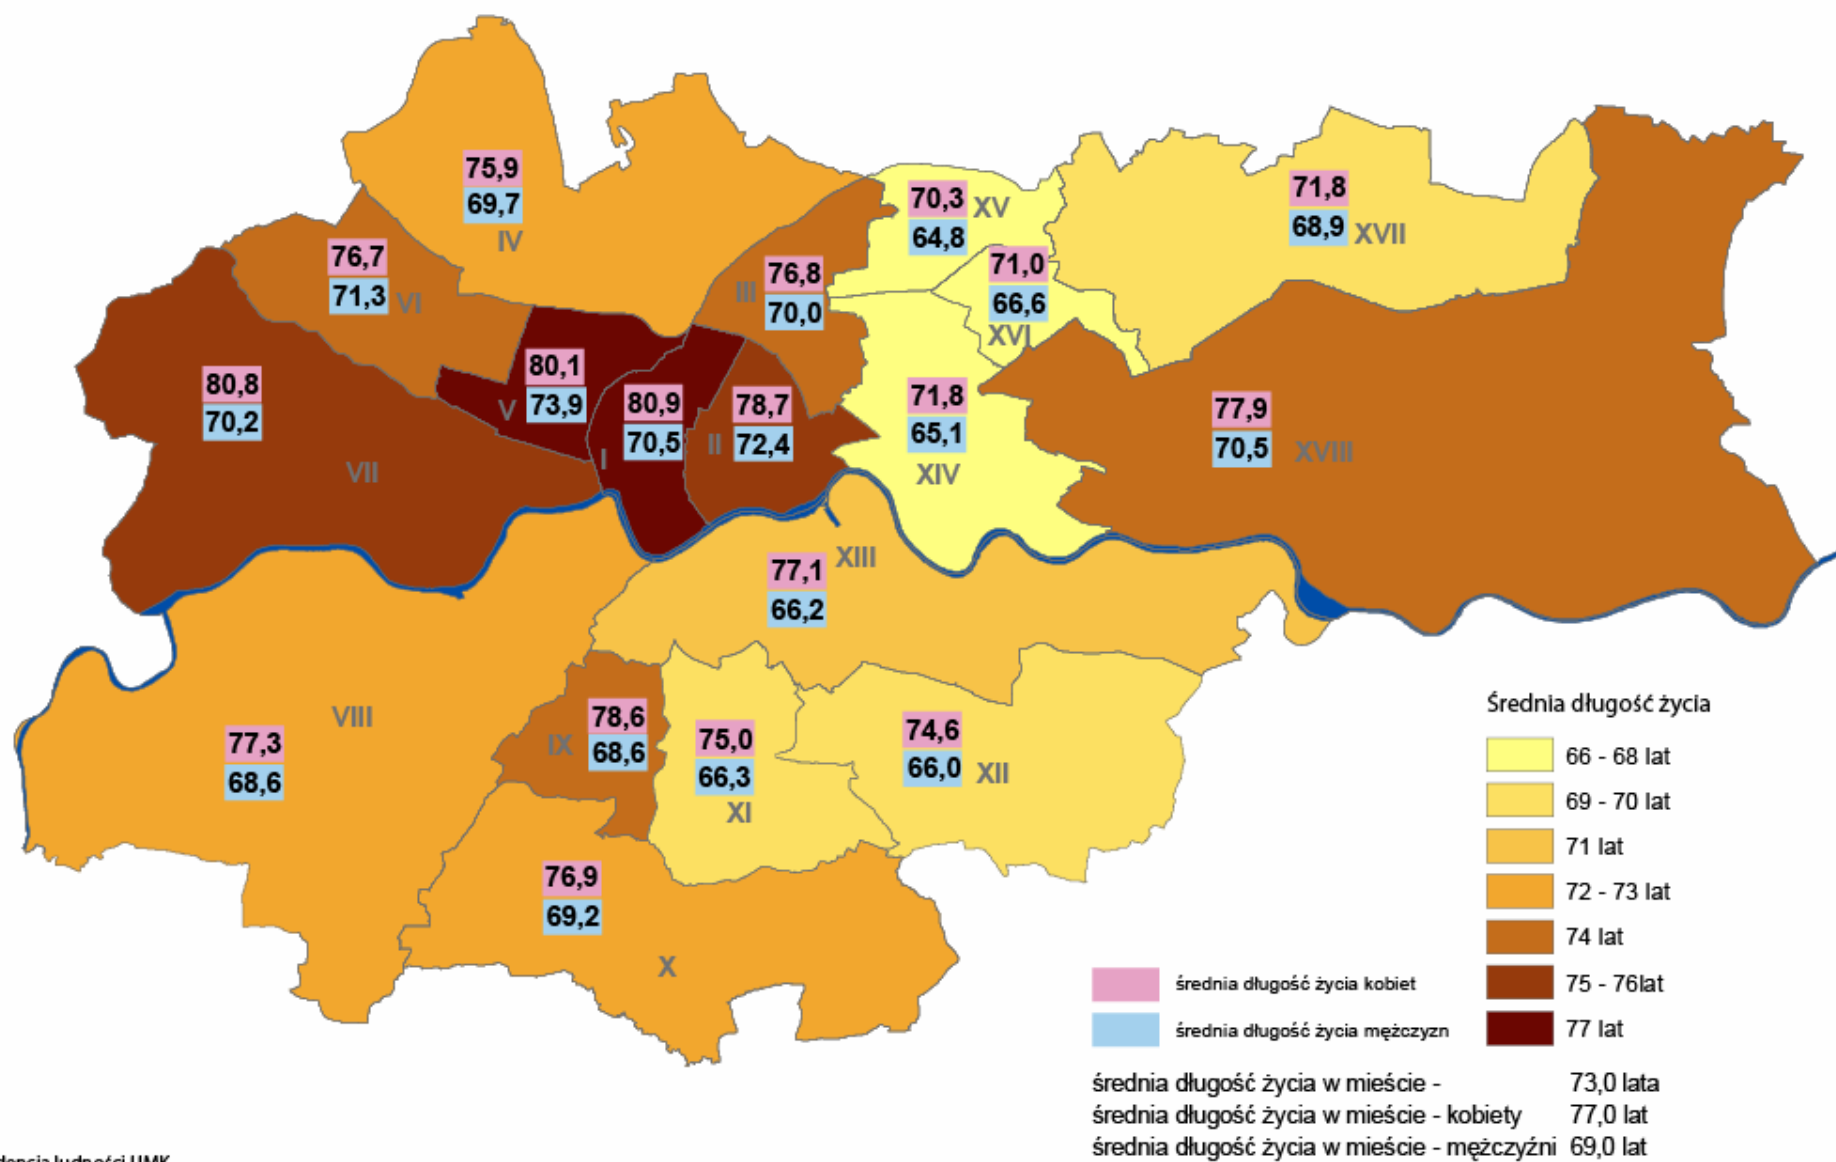 75,9
69,7
IV
70,3
XV
64,8
71,8
68,9
XVII
76,7
71,3
VI
76,8
III
70,0
71,0
66,6
XVI
80,8
70,2
VII
80,1
V
73,9
80,9
70,5
I
78,7
II
72,4
71,8
65,1
XIV
77,9
70,5
XVIII
XIII
77,1
66,2
VIII
77,3
68,6
78,6
IX
68,6
75,0
66,3
XI
74,6
66,0
XII
76,9
69,2
X
Średnia długość życia
66 - 68 lat
69 - 70 lat
71 lat
72 - 73 lat
74 lat
75 - 76lat
77 lat
średnia długość życia kobiet
średnia długość życia mężczyzn
średnia długość życia w mieście - 73,0 lata
średnia długość życia w mieście - kobiety 77,0 lat
średnia długość życia w mieście - mężczyźni 69,0 lat
ludności UMK